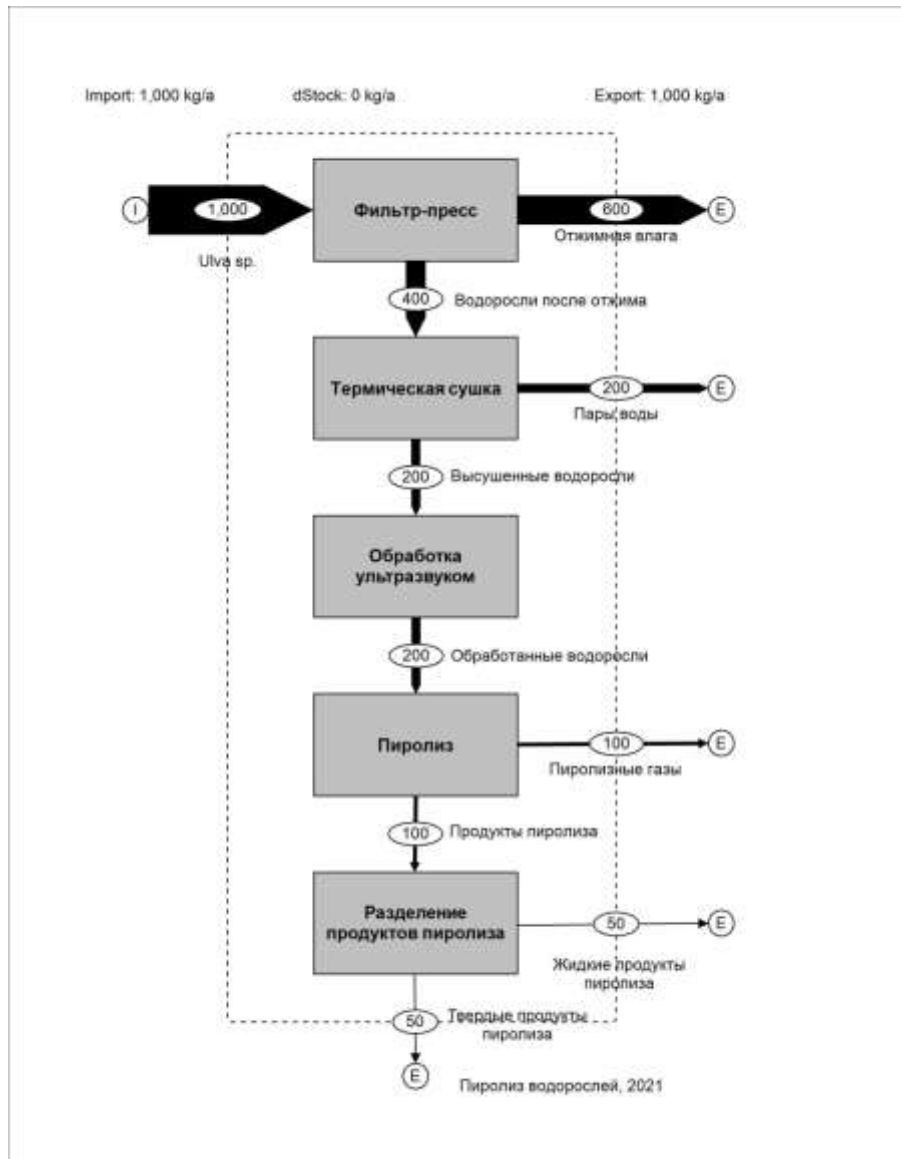 Import: 1,000 kg/a dStock: 0 kg/a Export: 1,000 kg/a
I 1,000 Фильтр-пресс 600 E
Ulva sp.
Отжимная влага
400 Водоросли после отжима
Термическая сушка 200 E
Пары воды
200 Высушенные водоросли
Обработка
ультразвуком
200 Обработанные водоросли
Пиролиз 100 E
Пиролизные газы
100 Продукты пиролиза
Разделение
продуктов пиролиза
50 E
Жидкие продукты
пиролиза
50 Твердые продукты
пиролиза
E
Пиролиз водорослей, 2021